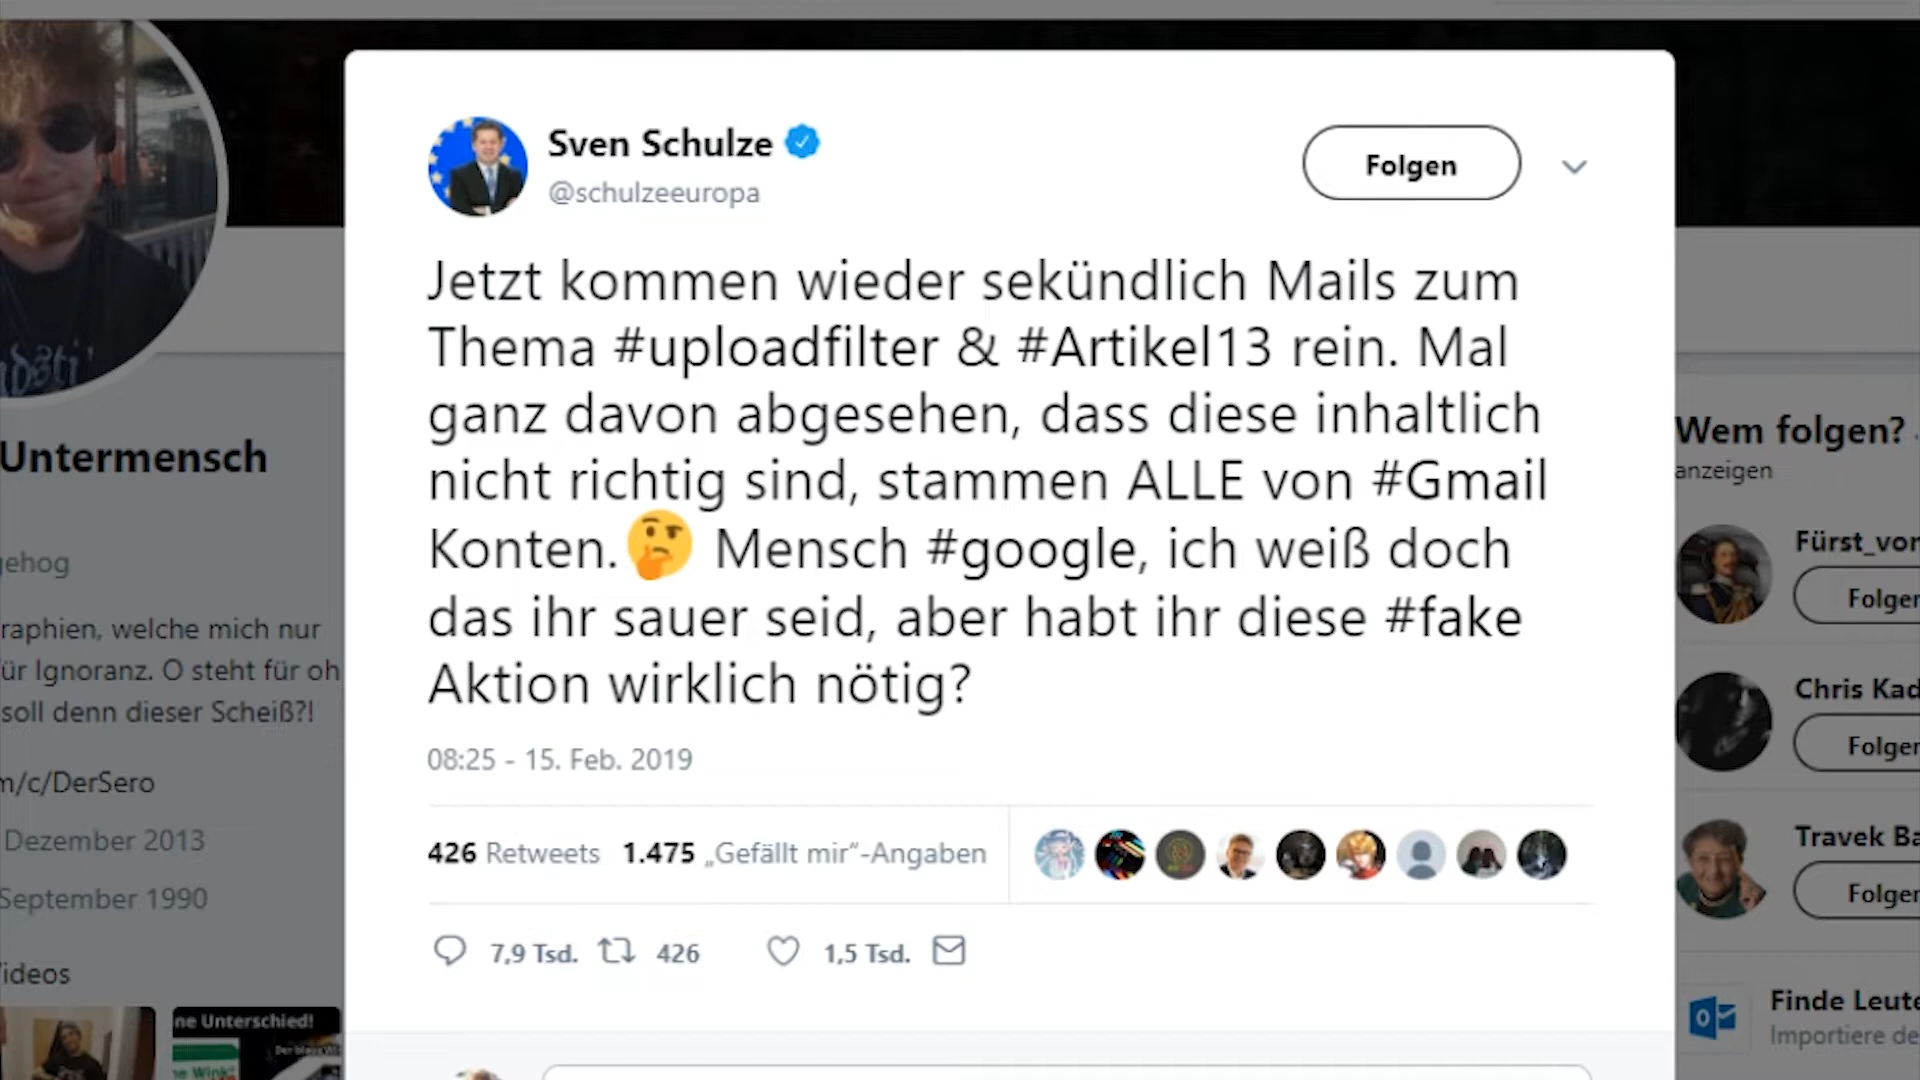 Sven Schulze
@schulzeeuropa
Folgen
Jetzt kommen wieder sekündlich Mails zum
Thema #uploadfilter & #Artikel13 rein. Mal
ganz davon abgesehen, dass diese inhaltlich
nicht richtig sind, stammen ALLE von #Gmail
Konten.🤔 Mensch #google, ich weiß doch
das ihr sauer seid, aber habt ihr diese #fake
Aktion wirklich nötig?
08:25 - 15. Feb. 2019
426 Retweets 1.475 „Gefällt mir“-Angaben
7,9 Tsd. 426 1,5 Tsd.
Untermensch
gehog
raphien, welche mich nur
ür Ignoranz. O steht für oh
soll denn dieser Scheiß?!
m/c/DerSero
Dezember 2013
September 1990
ideos
ne Unterschied!
ne Wink"
Wem folgen?
anzeigen
Fürst_vor
Folgen
Chris Kad
Folgen
Travek Ba
Folgen
Finde Leute
Importiere de